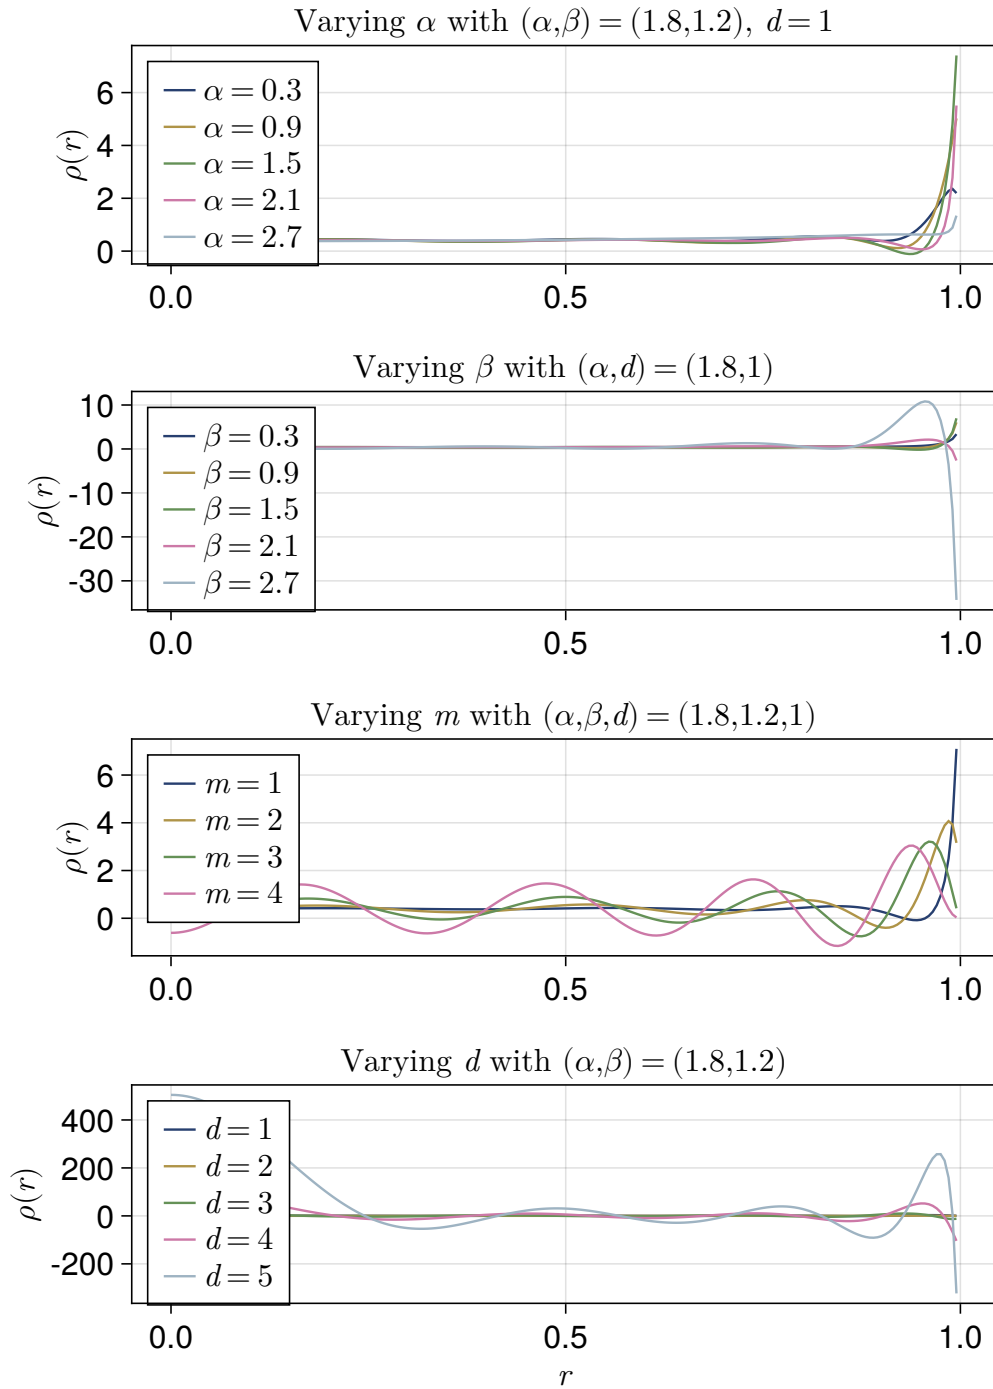 Varying α with (α,β) = (1.8,1.2), d = 1
ρ(r)
6
4
2
0
α = 0.3
α = 0.9
α = 1.5
α = 2.1
α = 2.7
0.0 0.5 1.0
Varying β with (α,d) = (1.8,1)
ρ(r)
10
0
-10
-20
-30
β = 0.3
β = 0.9
β = 1.5
β = 2.1
β = 2.7
0.0 0.5 1.0
Varying m with (α,β,d) = (1.8,1.2,1)
ρ(r)
6
4
2
0
m = 1
m = 2
m = 3
m = 4
0.0 0.5 1.0
Varying d with (α,β) = (1.8,1.2)
ρ(r)
400
200
0
-200
d = 1
d = 2
d = 3
d = 4
d = 5
0.0 0.5 1.0
r